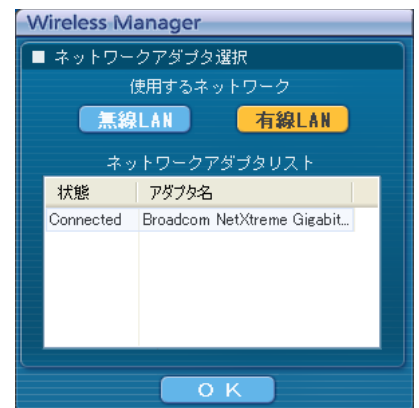 Wireless Manager
■ ネットワークアダプタ選択
使用するネットワーク
無線LAN 有線LAN
ネットワークアダプタリスト
状態 アダプタ名
Connected Broadcom NetXtreme Gigabit...
OK